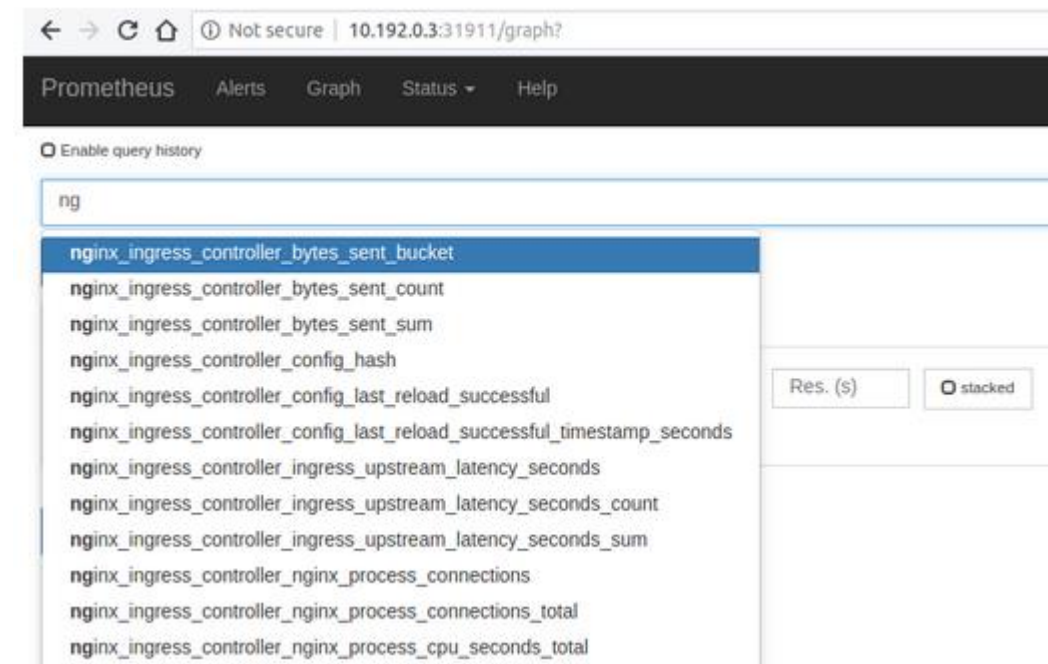 Not secure | 10.192.0.3:31911/graph?
Prometheus Alerts Graph Status Help
Enable query history
ng
nginx_ingress_controller_bytes_sent_bucket
nginx_ingress_controller_bytes_sent_count
nginx_ingress_controller_bytes_sent_sum
nginx_ingress_controller_config_hash
nginx_ingress_controller_config_last_reload_successful
Res. (s) stacked
nginx_ingress_controller_config_last_reload_successful_timestamp_seconds
nginx_ingress_controller_ingress_upstream_latency_seconds
nginx_ingress_controller_ingress_upstream_latency_seconds_count
nginx_ingress_controller_ingress_upstream_latency_seconds_sum
nginx_ingress_controller_nginx_process_connections
nginx_ingress_controller_nginx_process_connections_total
nginx_ingress_controller_nginx_process_cpu_seconds_total